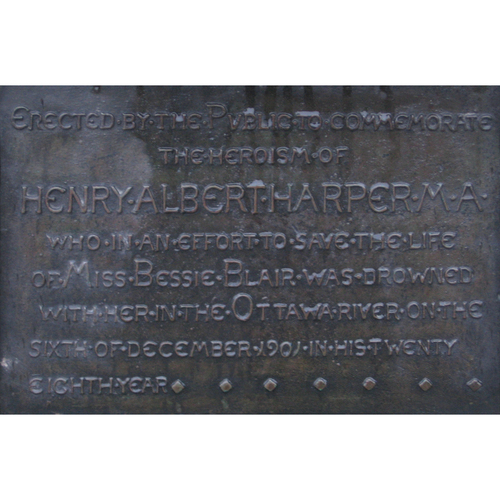 ERECTED·BY·THE·PUBLIC·TO·COMMEMORATE
THE·HEROISM·OF
HENRY·ALBERT·HARPER·M·A·
WHO·IN·AN·EFFORT·TO·SAVE·THE·LIFE
OF·MISS·BESSIE·BLAIR·WAS·DROWNED
WITH·HER·IN·THE·OTTAWA·RIVER·ON·THE
SIXTH·OF·DECEMBER·1901·IN·HIS·TWENTY
EIGHTH·YEAR